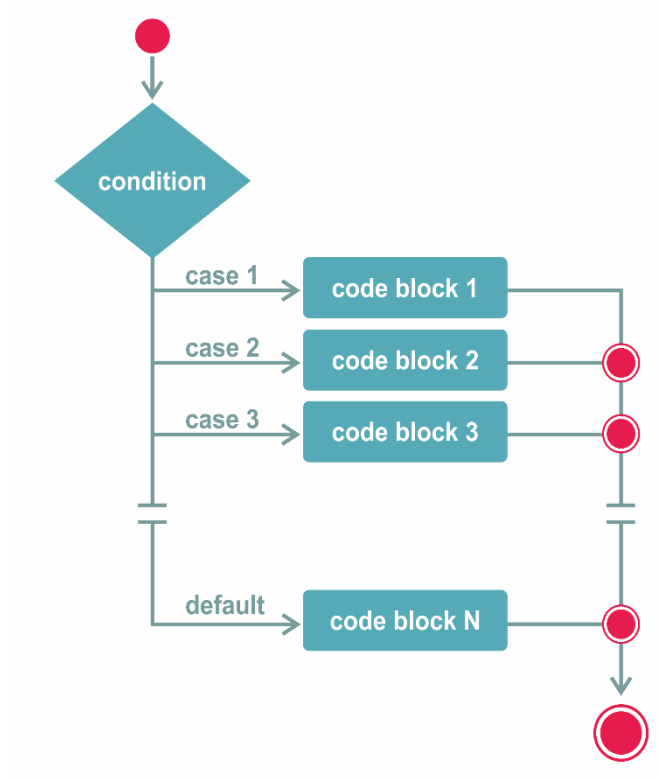 condition
case 1
code block 1
case 2
code block 2
case 3
code block 3
default
code block N